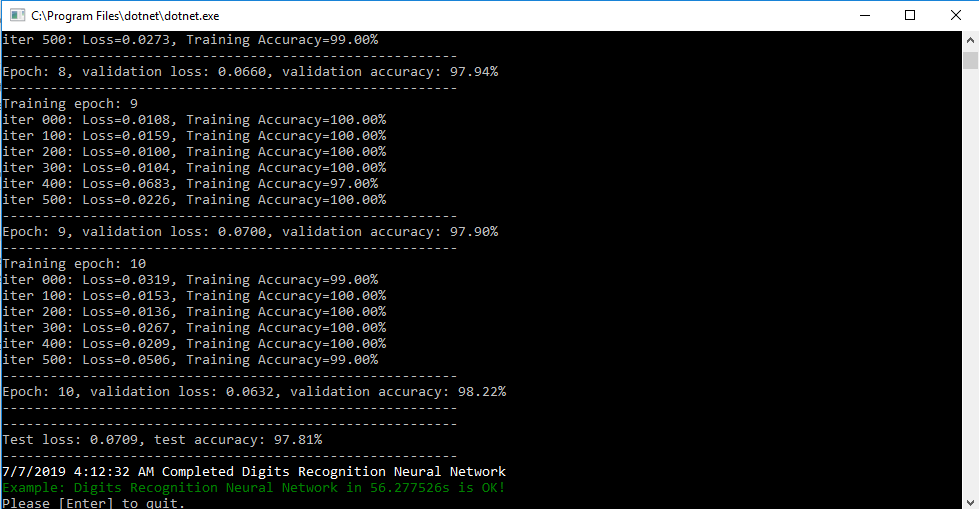 C:\Program Files\dotnet\dotnet.exe
iter 500: Loss=0.0273, Training Accuracy=99.00%
---------------------------------------------------------
Epoch: 8, validation loss: 0.0660, validation accuracy: 97.94%
---------------------------------------------------------
Training epoch: 9
iter 000: Loss=0.0108, Training Accuracy=100.00%
iter 100: Loss=0.0159, Training Accuracy=100.00%
iter 200: Loss=0.0100, Training Accuracy=100.00%
iter 300: Loss=0.0104, Training Accuracy=100.00%
iter 400: Loss=0.0683, Training Accuracy=97.00%
iter 500: Loss=0.0226, Training Accuracy=100.00%
---------------------------------------------------------
Epoch: 9, validation loss: 0.0700, validation accuracy: 97.90%
---------------------------------------------------------
Training epoch: 10
iter 000: Loss=0.0319, Training Accuracy=99.00%
iter 100: Loss=0.0153, Training Accuracy=100.00%
iter 200: Loss=0.0136, Training Accuracy=100.00%
iter 300: Loss=0.0267, Training Accuracy=100.00%
iter 400: Loss=0.0209, Training Accuracy=100.00%
iter 500: Loss=0.0506, Training Accuracy=99.00%
---------------------------------------------------------
Epoch: 10, validation loss: 0.0632, validation accuracy: 98.22%
---------------------------------------------------------
---------------------------------------------------------
Test loss: 0.0709, test accuracy: 97.81%
---------------------------------------------------------
7/7/2019 4:12:32 AM Completed Digits Recognition Neural Network
Example: Digits Recognition Neural Network in 56.277526s is OK!
Please [Enter] to quit.